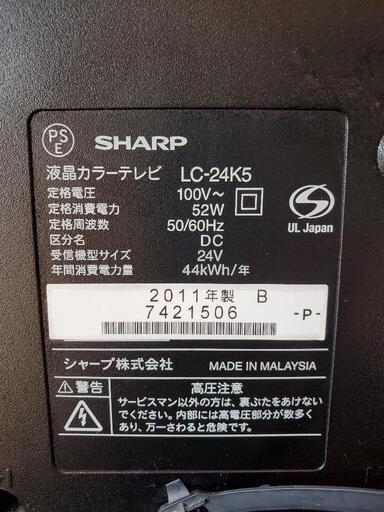 PS
E
SHARP
液晶カラーテレビ LC-24K5
定格電圧 100V～
定格消費電力 52W
定格周波数 50/60Hz
区分名 DC
受信機型サイズ 24V
年間消費電力量 44kWh/年
S
UL Japan
2011年製 B
7421506 -P-
シャープ株式会社 MADE IN MALAYSIA
警告 高圧注意
サービスマン以外の方は、裏ぶたをあけない
でください。内部には高電圧部分が数多く
あり、万一さわると危険です。